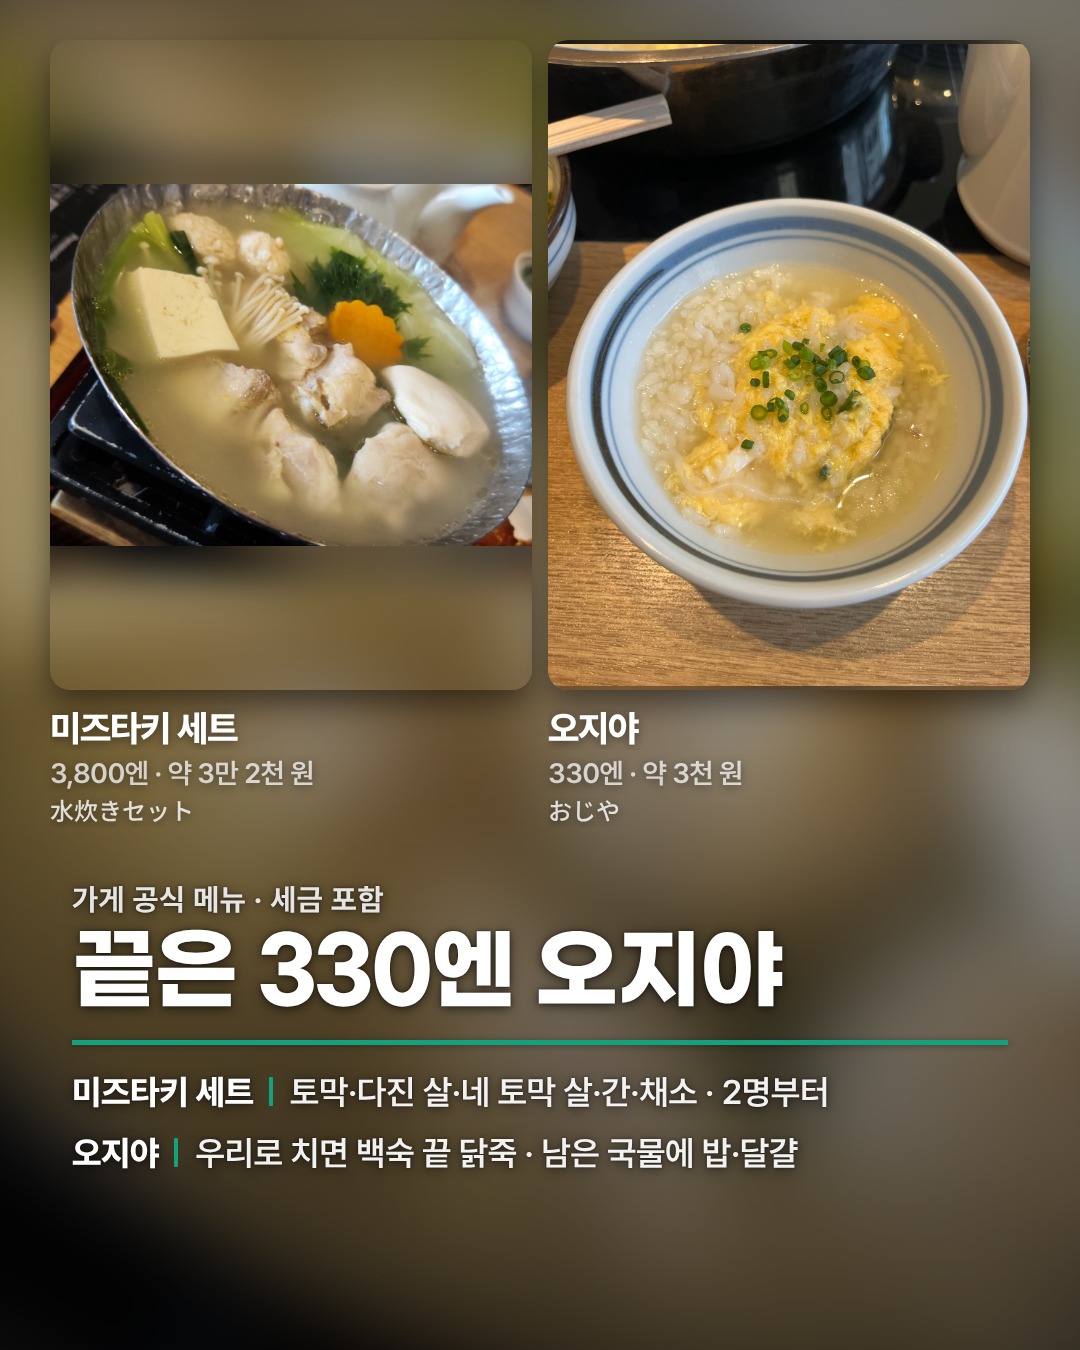 미즈타키 세트
3,800엔 · 약 3만 2천 원
水炊きセット
오지야
330엔 · 약 3천 원
おじや
가게 공식 메뉴 · 세금 포함
끝은 330엔 오지야
미즈타키 세트 | 토막·다진 살·네 토막 살·간·채소 · 2명부터
오지야 | 우리로 치면 백숙 끝 닭죽 · 남은 국물에 밥·달걀